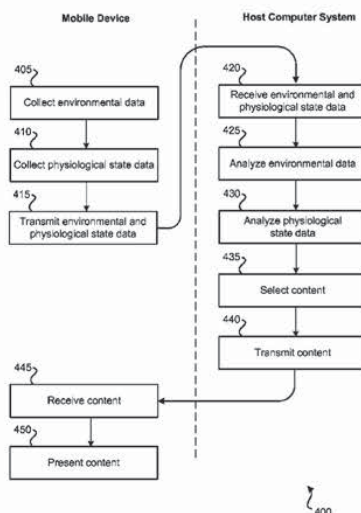 Mobile Device
Host Computer System
405
Collect environmental data
410
Collect physiological state data
415
Transmit environmental and
physiological state data
420
Receive environmental and
physiological state data
425
Analyze environmental data
430
Analyze physiological
state data
435
Select content
440
Transmit content
445
Receive content
450
Present content
400